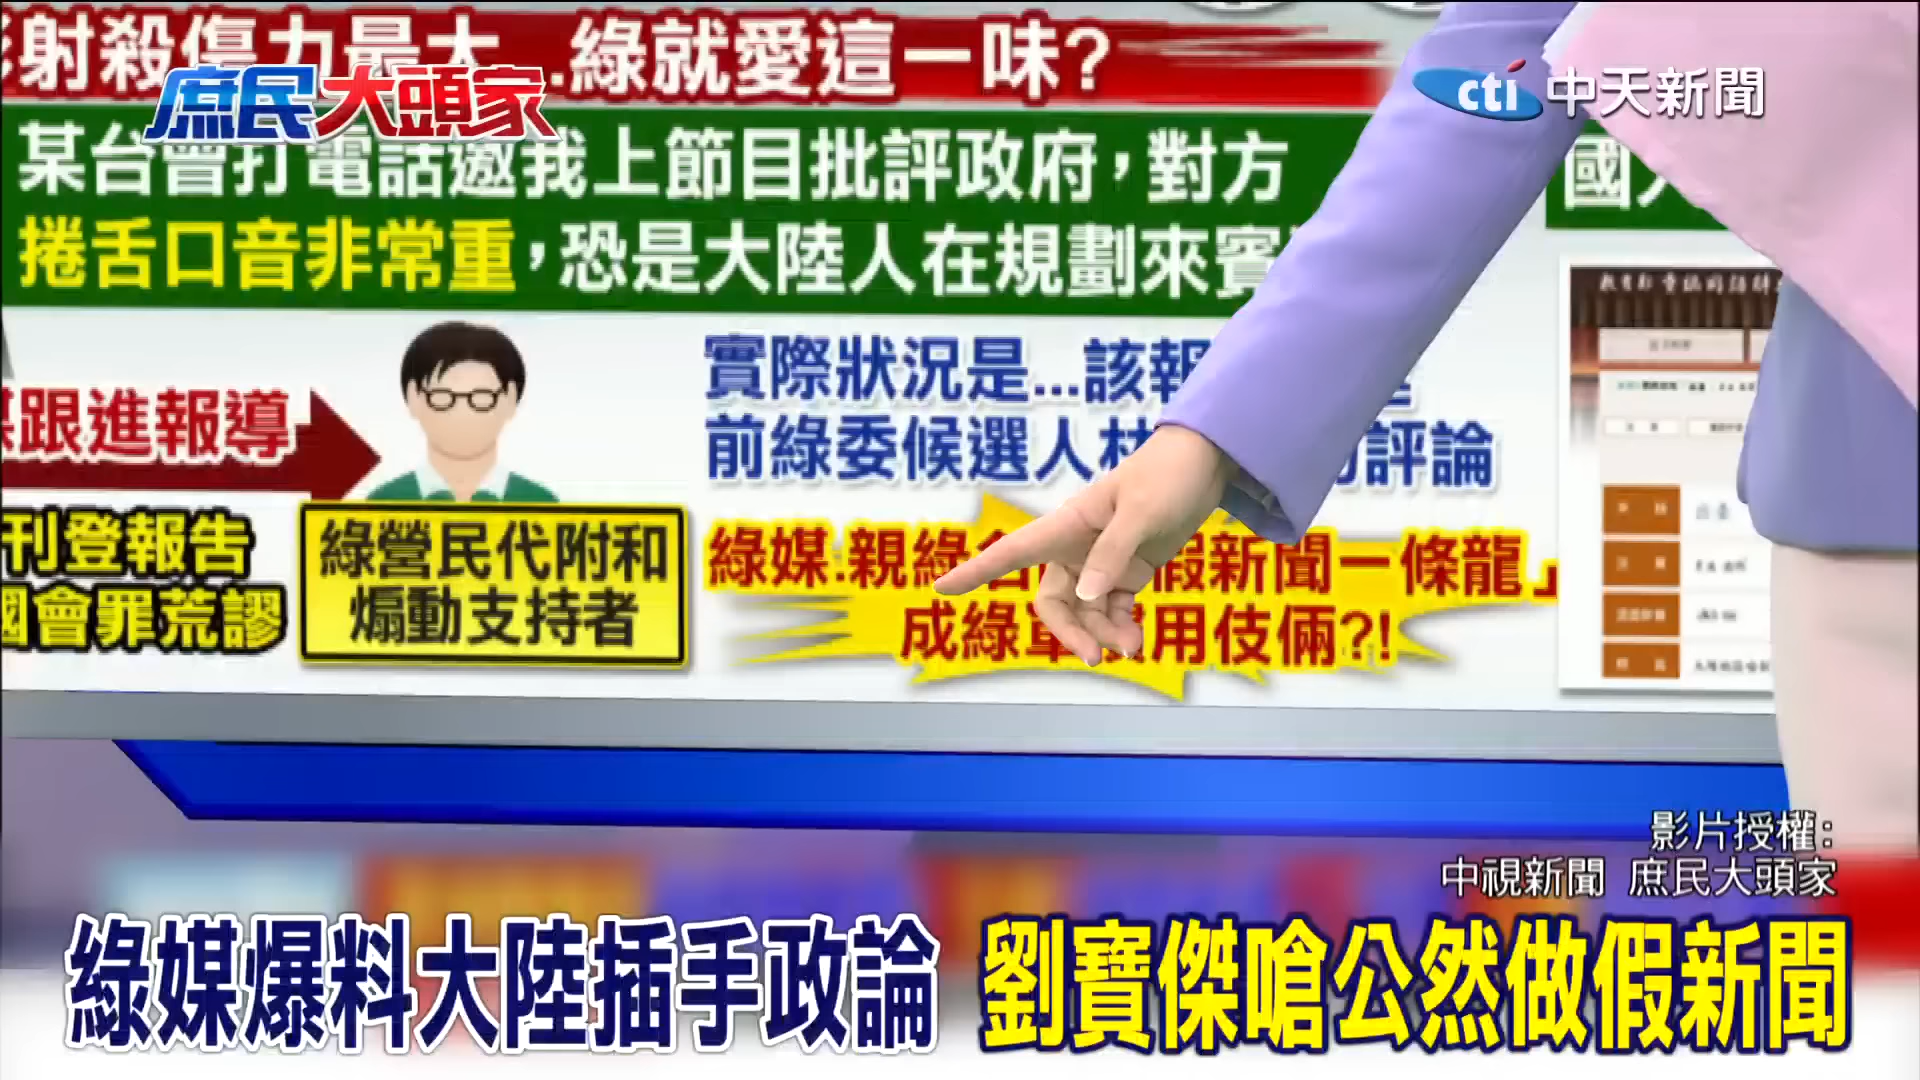 影射殺傷力最大...綠就愛這一味?
庶民大頭家
cti 中天新聞
某台曾打電話邀我上節目批評政府，對方
捲舌口音非常重，恐是大陸人在規劃來賓
國
跟進報導
刊登報告
國會罪荒謬
綠營民代附和
煽動支持者
實際狀況是...該報
前綠委候選人林 的評論
綠媒.親綠 假新聞一條龍」
成綠 慣用伎倆?!
影片授權:
中視新聞 庶民大頭家
綠媒爆料大陸插手政論 劉寶傑嗆公然做假新聞